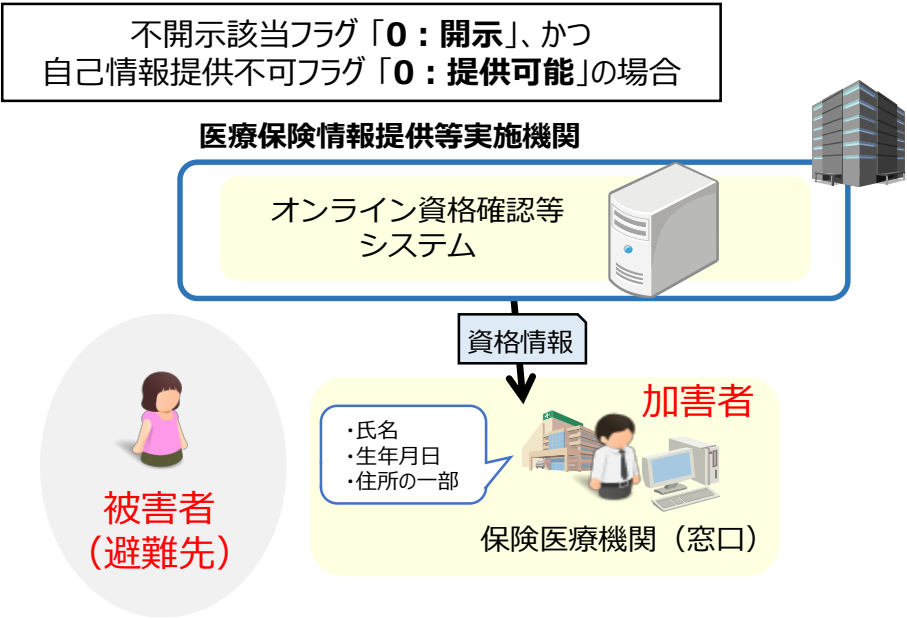 不開示該当フラグ「0：開示」、かつ
自己情報提供不可フラグ「0：提供可能」の場合
医療保険情報提供等実施機関
オンライン資格確認等
システム
資格情報
加害者
・氏名
・生年月日
・住所の一部
被害者
（避難先）
保険医療機関（窓口）